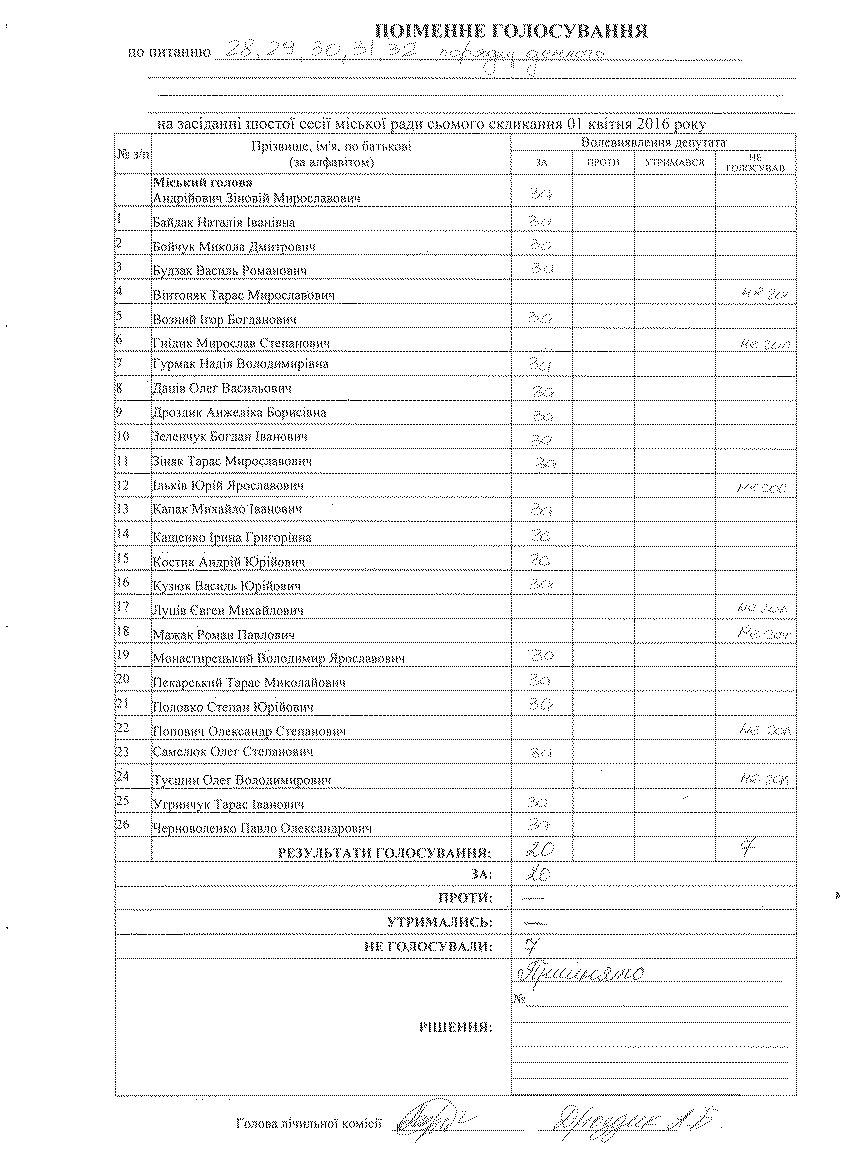 ПОІМЕННЕ ГОЛОСУВАННЯ
по питанню 28, 29, 30, 31, 32 порядку денного
на засіданні шостої сесії міської ради сьомого скликання 01 квітня 2016 року
№ з/п Прізвище, ім'я, по батькові (за алфавітом) Волевиявлення депутата
ЗА ПРОТИ УТРИМАВСЯ НЕ ГОЛОСУВАВ
Міський голова
Андрійович Зіновій Мирославович за
1 Байдак Наталія Іванівна за
2 Бойчук Микола Дмитрович за
3 Будзак Василь Романович за
4 Вінтоняк Тарас Мирославович не гол
5 Возний Ігор Богданович за
6 Гнідик Мирослав Степанович не гол
7 Гурмак Надія Володимирівна за
8 Даців Олег Васильович за
9 Дроздик Анжеліка Борисівна за
10 Зеленчук Богдан Іванович за
11 Зіняк Тарас Мирославович за
12 Ільків Юрій Ярославович не гол
13 Капак Михайло Іванович за
14 Кащенко Ірина Григорівна за
15 Костик Андрій Юрійович за
16 Кузюк Василь Юрійович за
17 Луців Євген Михайлович не гол
18 Мажак Роман Павлович не гол
19 Монастирецький Володимир Ярославович за
20 Пекарський Тарас Миколайович за
21 Половко Степан Юрійович за
22 Попович Олександр Степанович не гол
23 Самелюк Олег Степанович за
24 Туєшин Олег Володимирович не гол
25 Угринчук Тарас Іванович за
26 Черноволенко Павло Олександрович за
РЕЗУЛЬТАТИ ГОЛОСУВАННЯ: 20 7
ЗА: 20
ПРОТИ: —
УТРИМАЛИСЬ: —
НЕ ГОЛОСУВАЛИ: 7
Прийнято
№
РІШЕННЯ:
Голова лічильної комісії Дроздик А.Б.